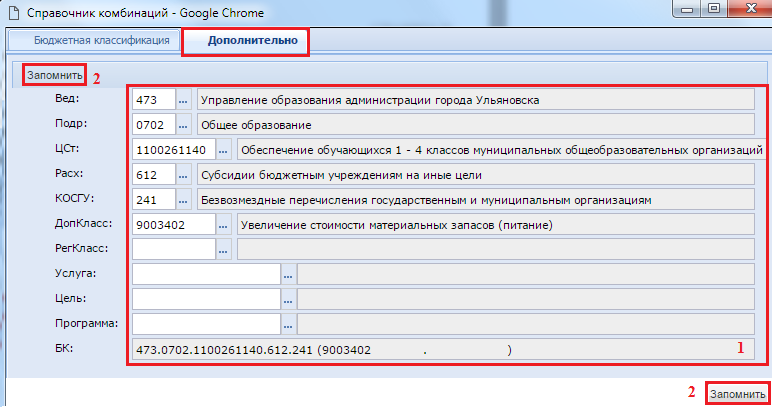 Справочник комбинаций - Google Chrome
Бюджетная классификация Дополнительно
Запомнить 2
Вед: 473 ... Управление образования администрации города Ульяновска
Подр: 0702 ... Общее образование
ЦСт: 1100261140 ... Обеспечение обучающихся 1 - 4 классов муниципальных общеобразовательных организаций
Расх: 612 ... Субсидии бюджетным учреждениям на иные цели
КОСГУ: 241 ... Безвозмездные перечисления государственным и муниципальным организациям
ДопКласс: 9003402 ... Увеличение стоимости материальных запасов (питание)
РегКласс: ...
Услуга: ...
Цель: ...
Программа: ...
БК: 473.0702.1100261140.612.241 (9003402 . ) 1
2 Запомнить